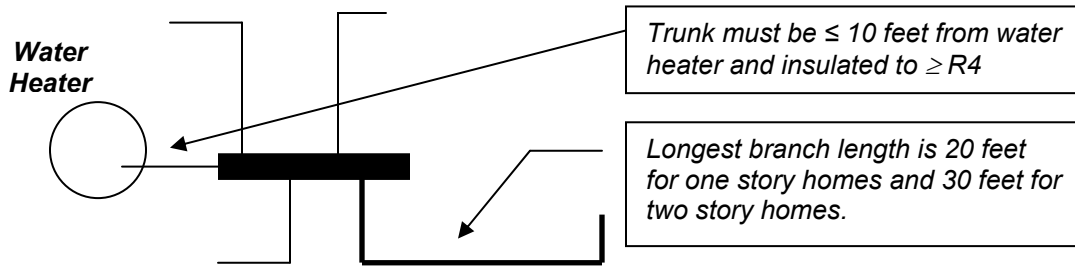 Water
Heater
Trunk must be ≤ 10 feet from water
heater and insulated to ≥ R4
Longest branch length is 20 feet
for one story homes and 30 feet for
two story homes.